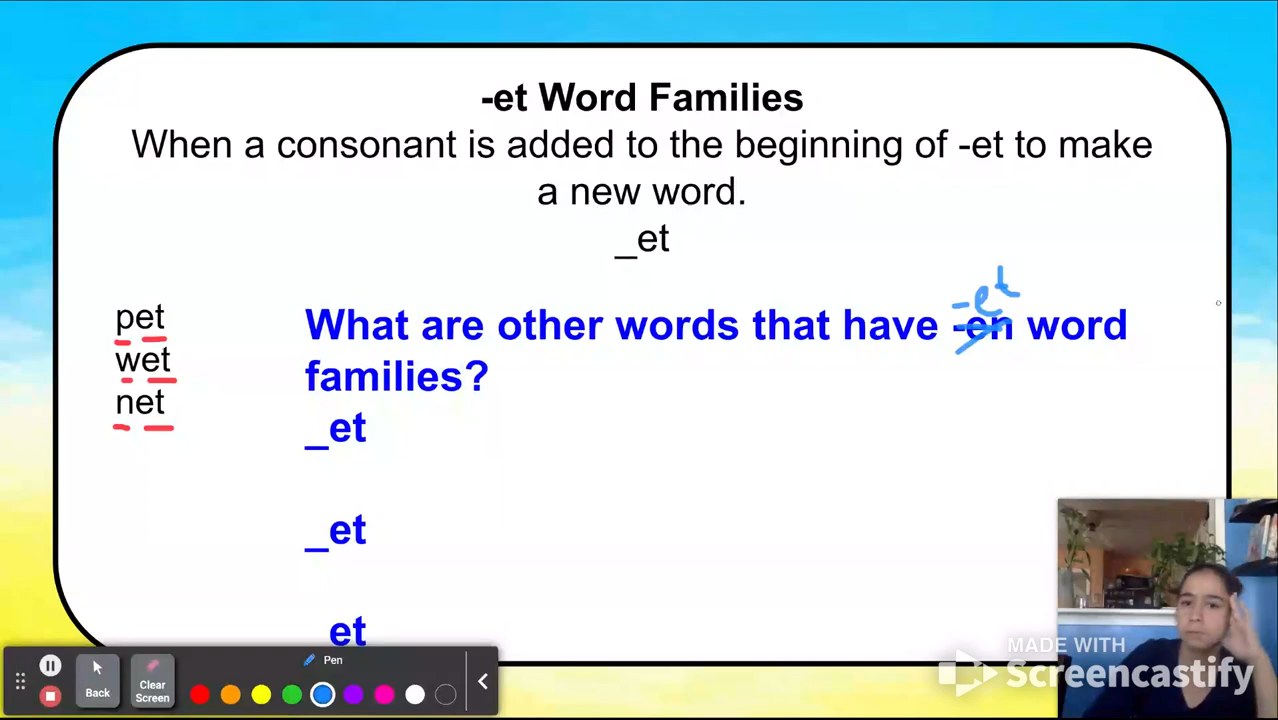 -et Word Families
When a consonant is added to the beginning of -et to make
a new word.
_et
pet
wet
net
-et
What are other words that have -en word
families?
_et
_et
_et
Pen
Back
Clear
Screen
MADE WITH
Screencastify